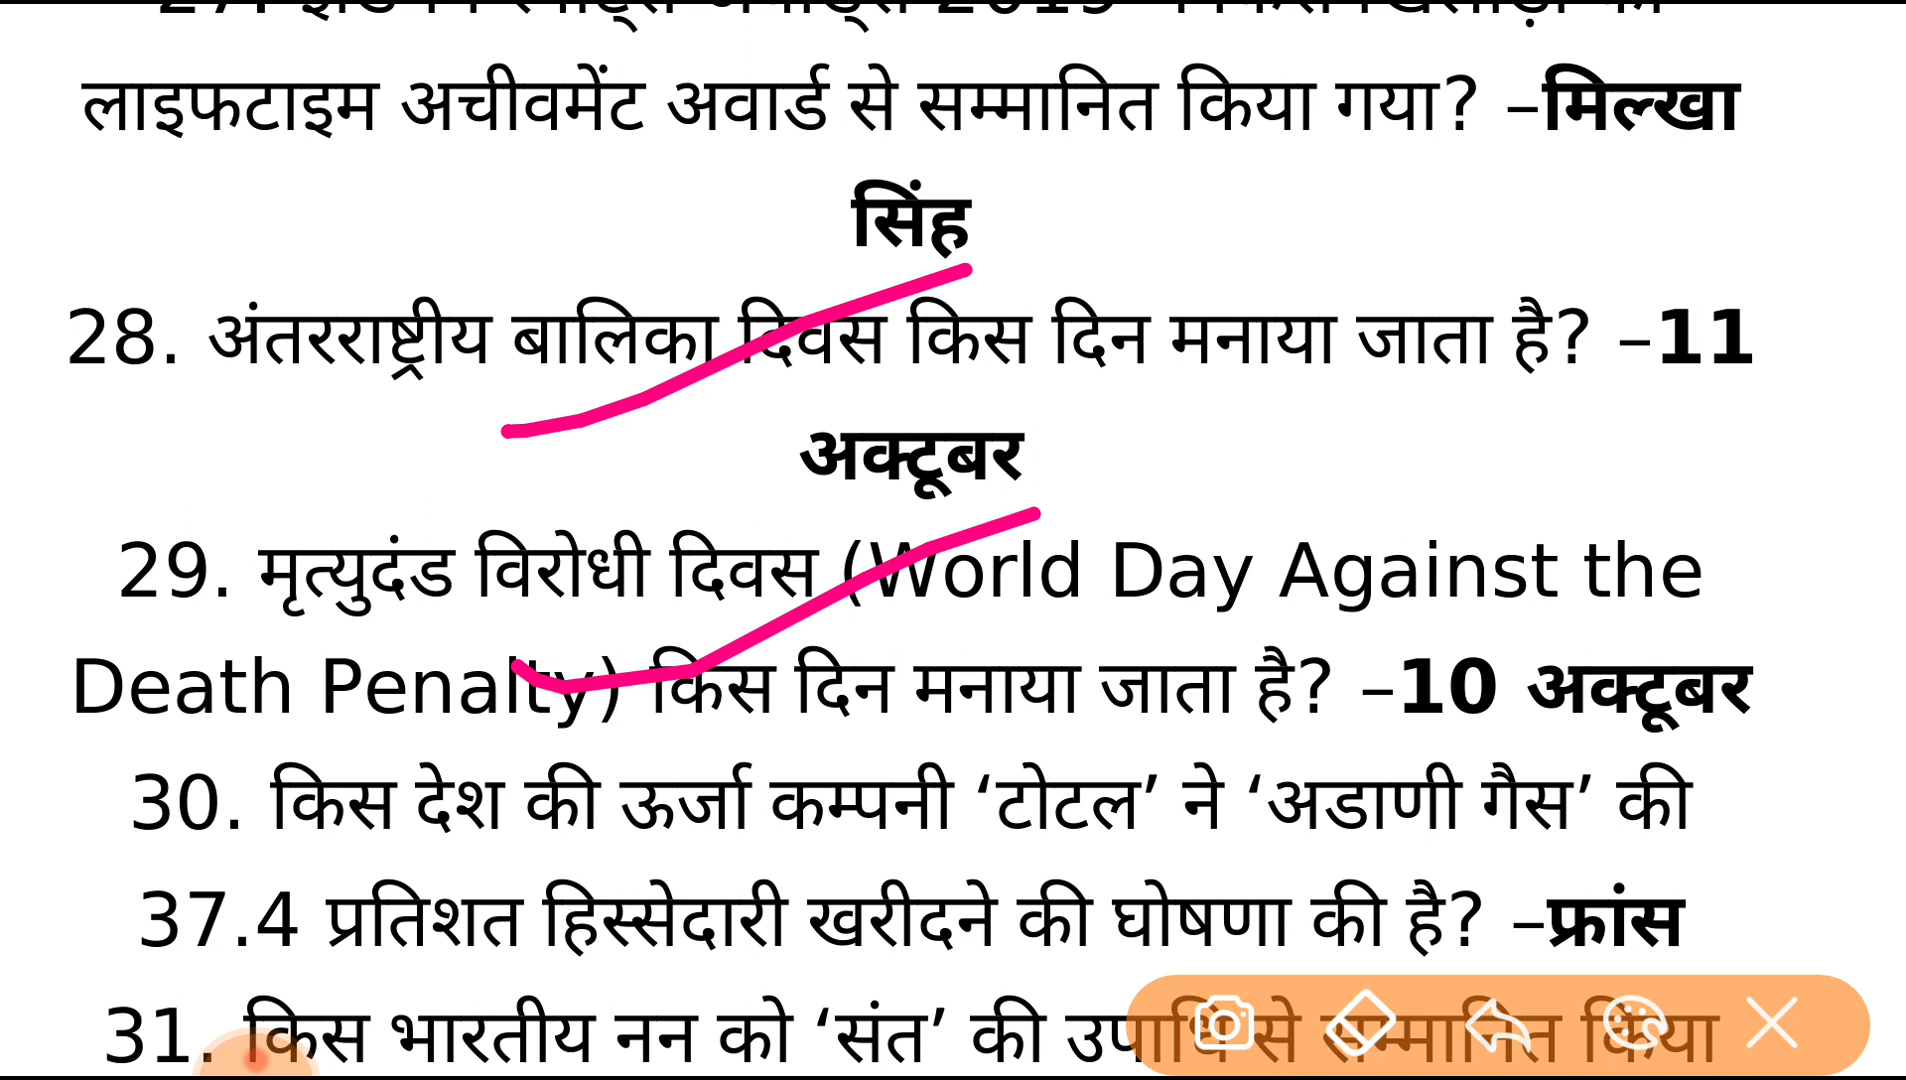 लाइफटाइम अचीवमेंट अवार्ड से सम्मानित किया गया? –मिल्खा
सिंह
28. अंतरराष्ट्रीय बालिका दिवस किस दिन मनाया जाता है? –11
अक्टूबर
29. मृत्युदंड विरोधी दिवस (World Day Against the
Death Penalty) किस दिन मनाया जाता है? –10 अक्टूबर
30. किस देश की ऊर्जा कम्पनी ‘टोटल’ ने ‘अडाणी गैस’ की
37.4 प्रतिशत हिस्सेदारी खरीदने की घोषणा की है? –फ्रांस
31. किस भारतीय नन को ‘संत’ की उपाधि से सम्मानित किया